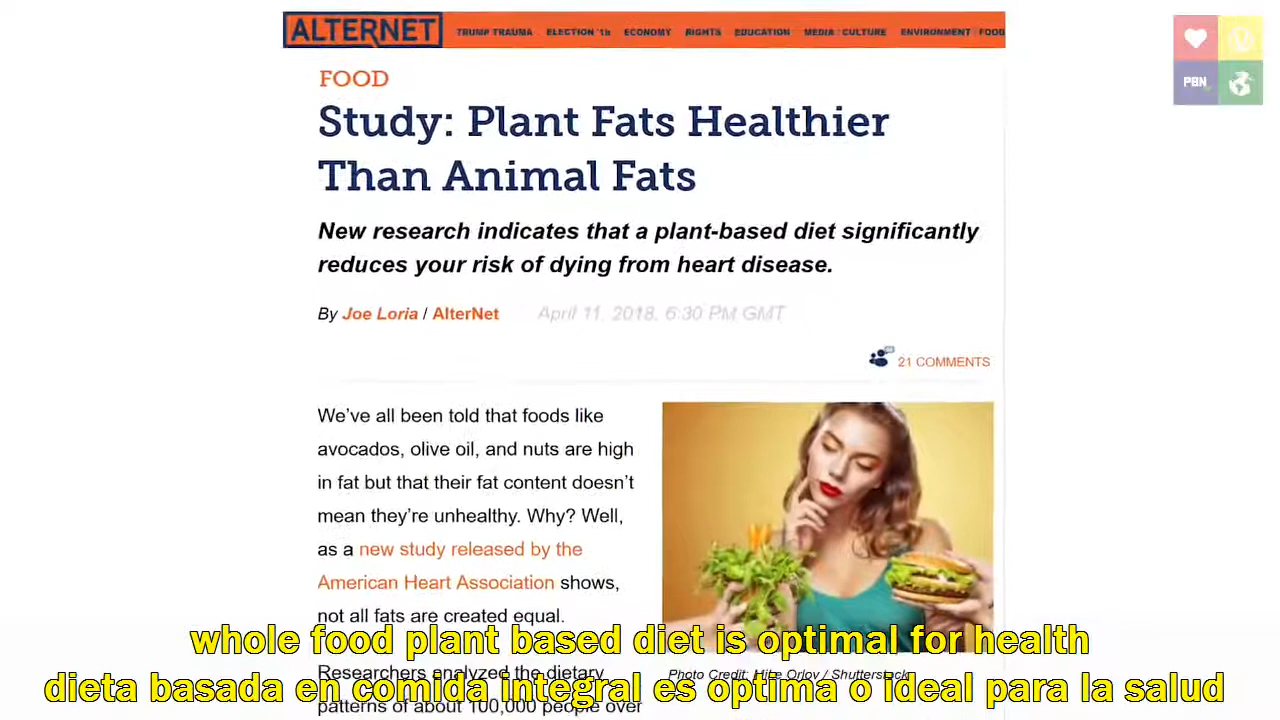 ALTERNET
TRUMP TRAUMA ELECTION '18 ECONOMY RIGHTS EDUCATION MEDIA / CULTURE ENVIRONMENT / FOOD
PBN
FOOD
Study: Plant Fats Healthier
Than Animal Fats
New research indicates that a plant-based diet significantly
reduces your risk of dying from heart disease.
By Joe Loria / AlterNet April 11, 2018, 6:30 PM GMT
21 COMMENTS
We've all been told that foods like
avocados, olive oil, and nuts are high
in fat but that their fat content doesn't
mean they're unhealthy. Why? Well,
as a new study released by the
American Heart Association shows,
not all fats are created equal.
Researchers analyzed the dietary
patterns of about 100,000 people over
Photo Credit: Hite Orlov / Shutterstock
whole food plant based diet is optimal for health
dieta basada en comida integral es optima o ideal para la salud